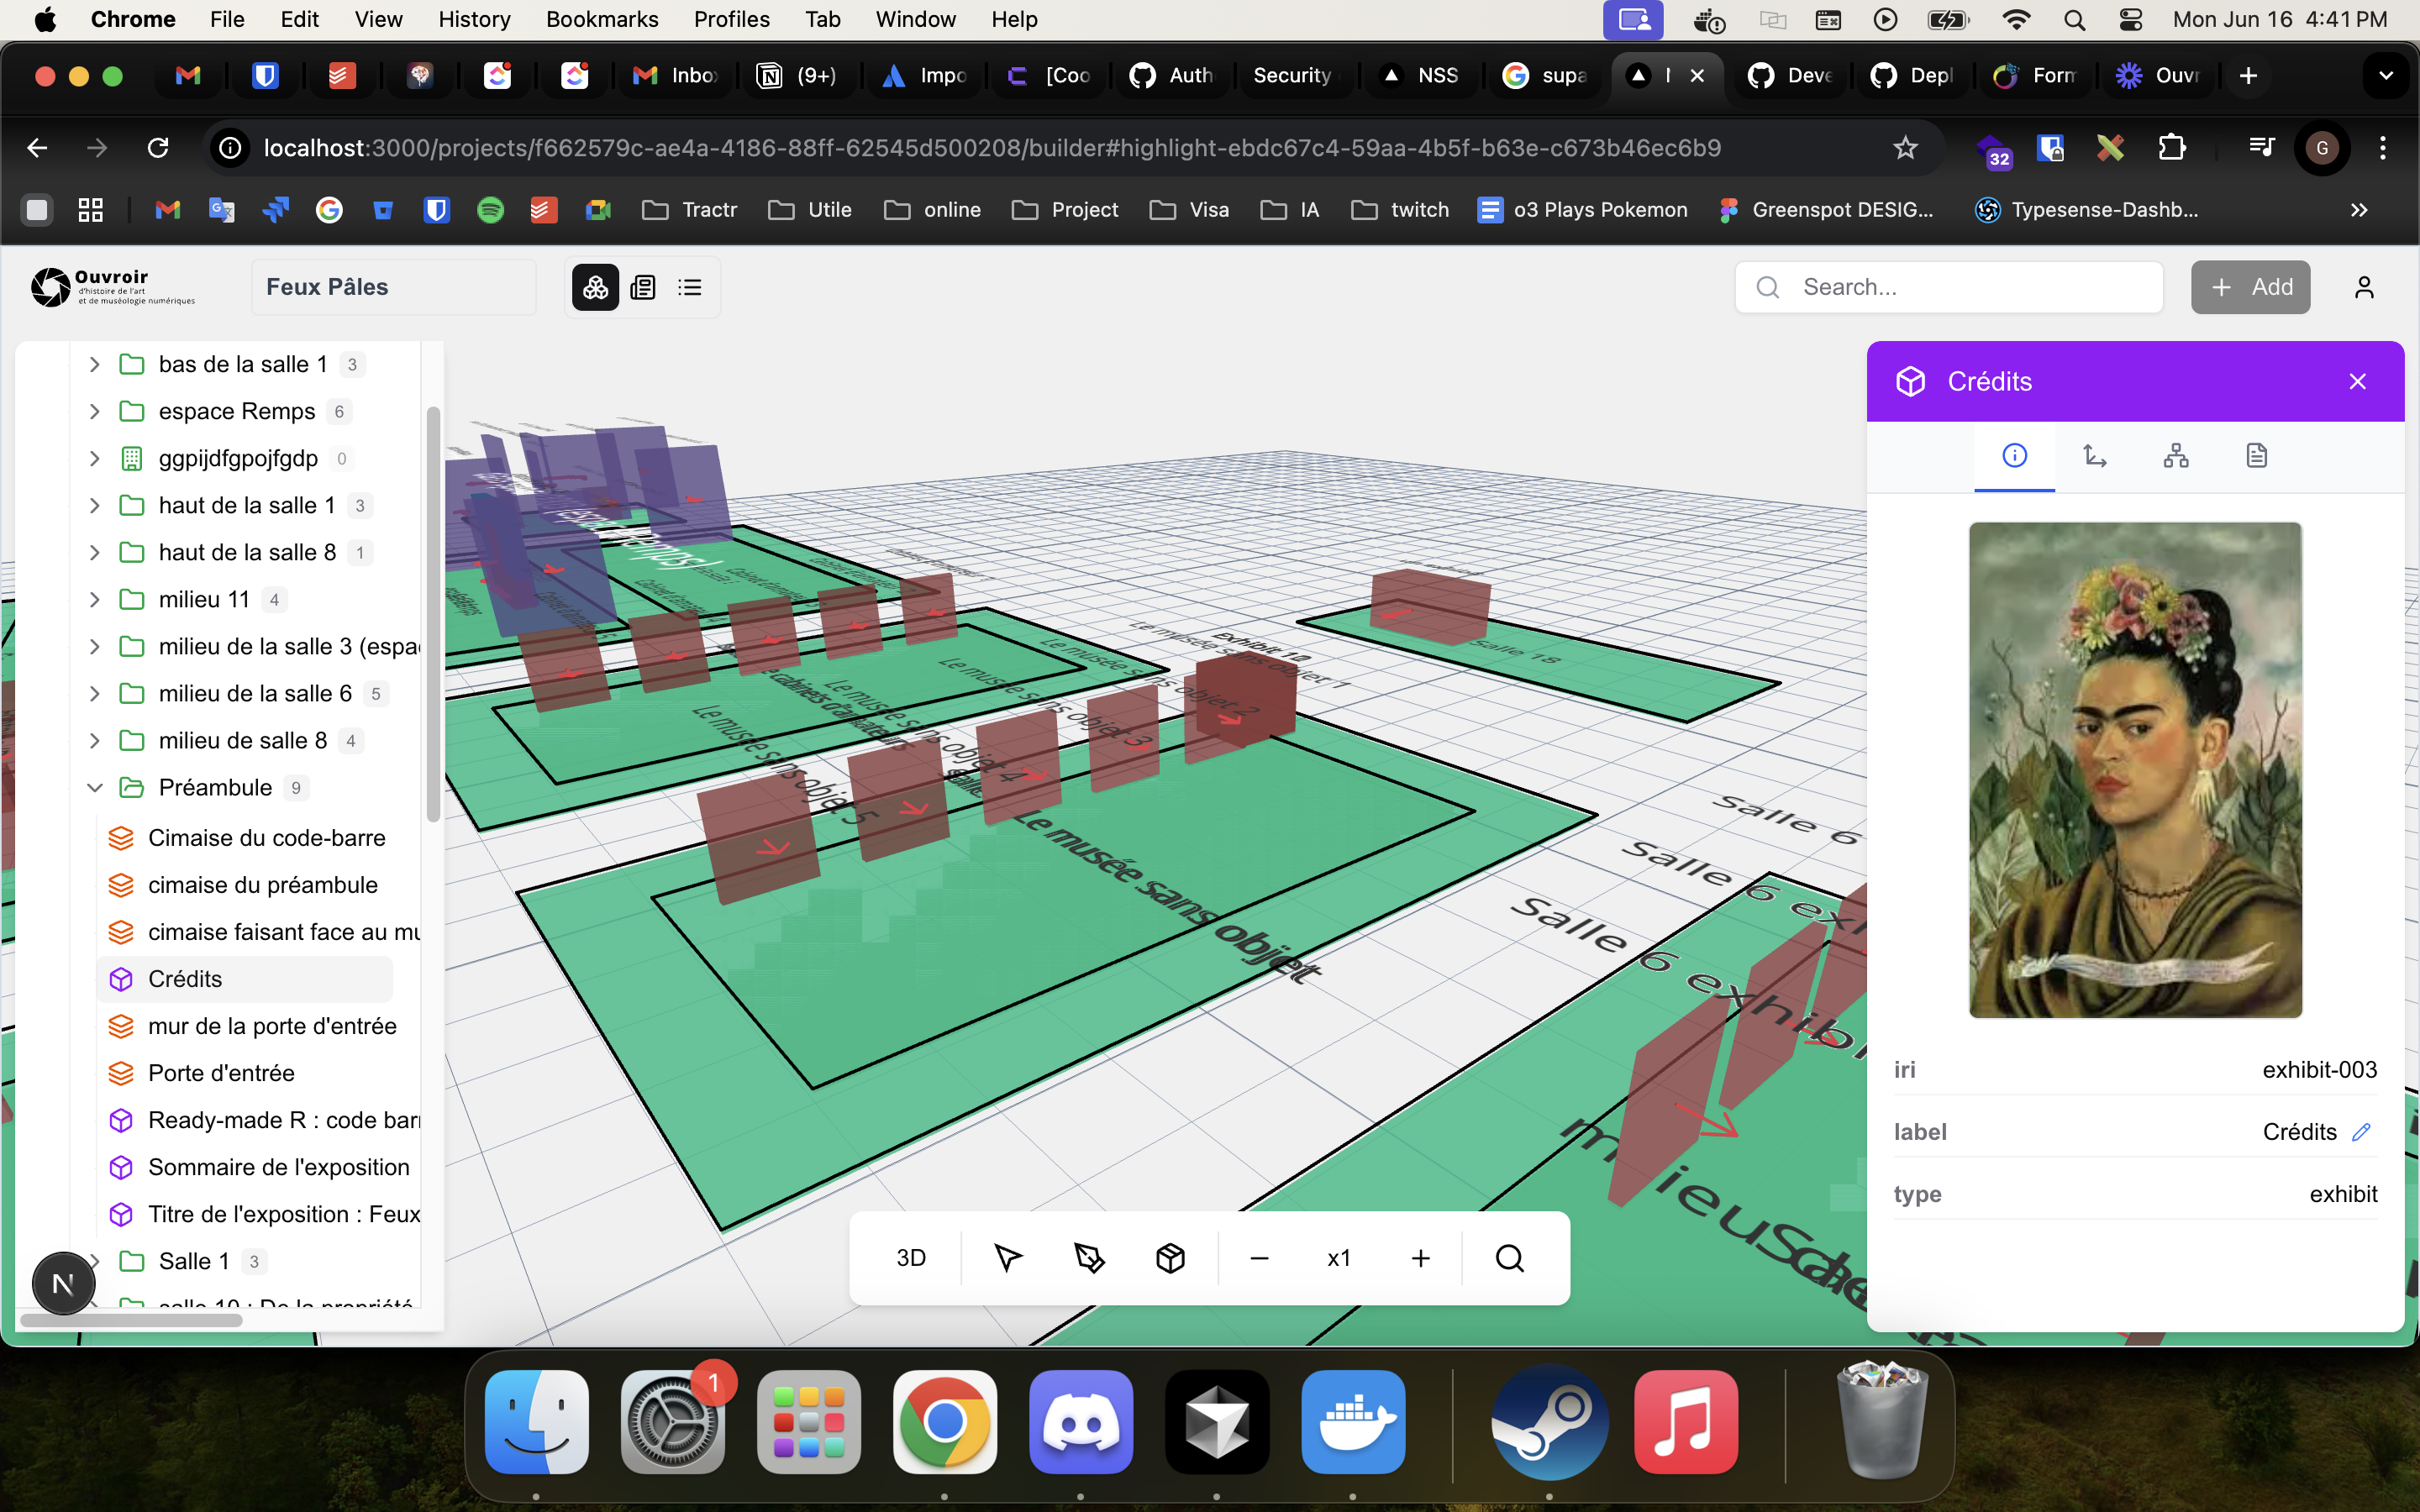 Chrome File Edit View History Bookmarks Profiles Tab Window Help Mon Jun 16 4:41 PM
Inbo (9+) Impo [Coo Auth Security NSS supa Deve Depl Form Ouvr
localhost:3000/projects/f662579c-ae4a-4186-88ff-62545d500208/builder#highlight-ebdc67c4-59aa-4b5f-b63e-c673b46ec6b9 32 G
Tractr Utile online Project Visa IA twitch o3 Plays Pokemon Greenspot DESIG... Typesense-Dashb...
Ouvroir
d'histoire de l'art
et de muséologie numériques
Feux Pâles
Search...
Add
bas de la salle 1 3
espace Remps 6
ggpijdfgpojfgdp 0
haut de la salle 1 3
haut de la salle 8 1
milieu 11 4
milieu de la salle 3 (espa
milieu de la salle 6 5
milieu de salle 8 4
Préambule 9
Cimaise du code-barre
cimaise du préambule
cimaise faisant face au mu
Crédits
mur de la porte d'entrée
Porte d'entrée
Ready-made R : code barr
Sommaire de l'exposition
Titre de l'exposition : Feux
Salle 1 3
salle 10 : De la propriété
N
Salle 18
Exhibit 10
Le musée sans objet 1
Le musée sans objet 2
Le musée sans objet 3
Le musée sans objet 4
Le musée sans objet 5
Le musée sans objet
Salle 6
Salle 6 exh
Salle 6 exhib
3D x1
Crédits
iri exhibit-003
label Crédits
type exhibit
1